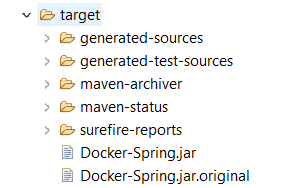 target
generated-sources
generated-test-sources
maven-archiver
maven-status
surefire-reports
Docker-Spring.jar
Docker-Spring.jar.original